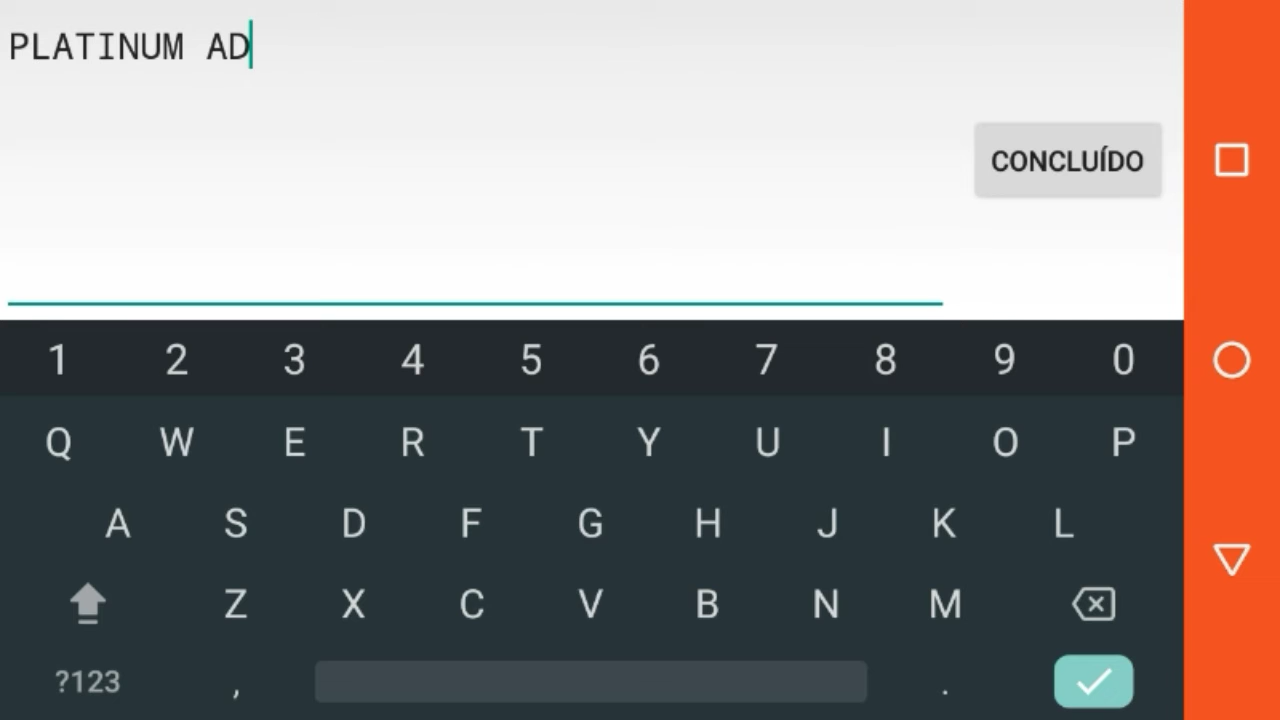 PLATINUM AD
CONCLUÍDO
1 2 3 4 5 6 7 8 9 0
Q W E R T Y U I O P
A S D F G H J K L
Z X C V B N M
?123 , .